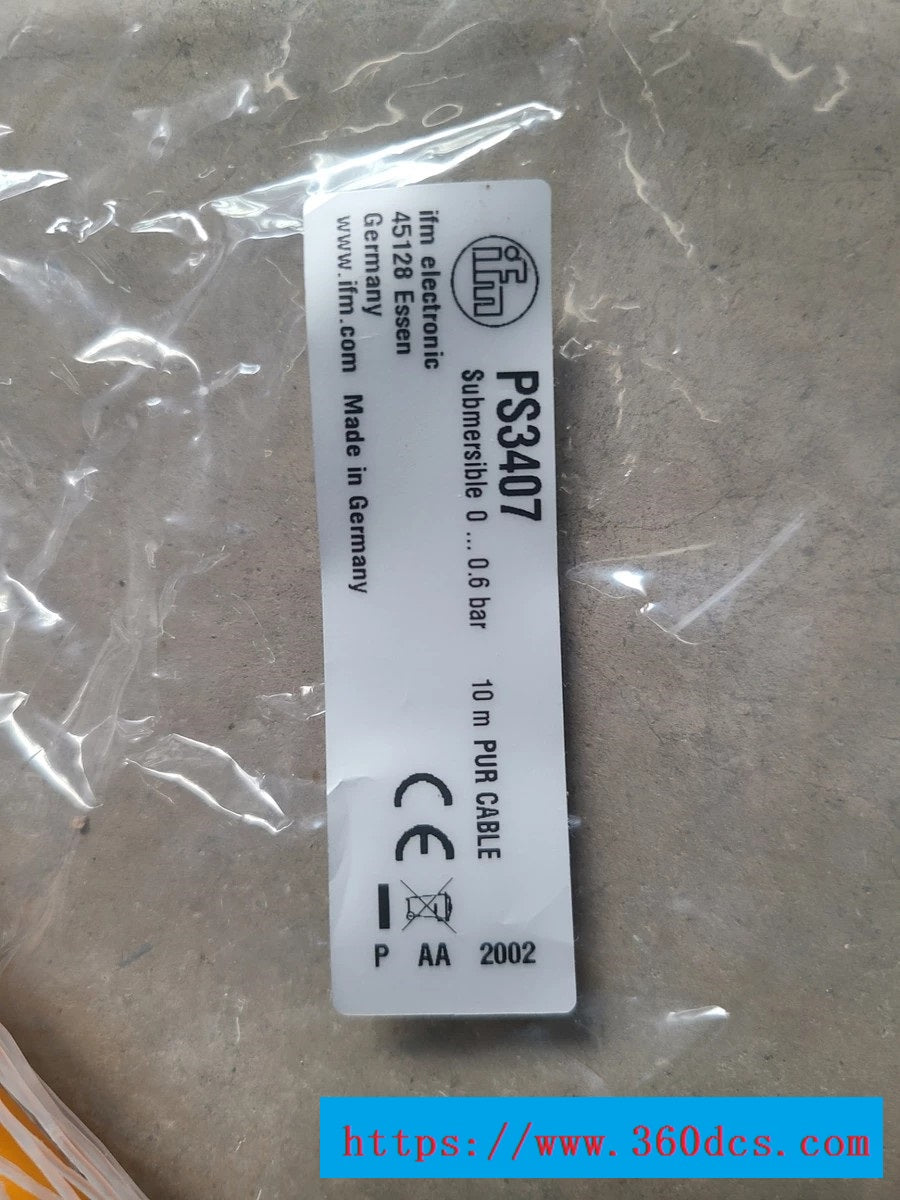 ifm
PS3407
Submersible 0 ... 0.6 bar 10 m PUR CABLE
ifm electronic
45128 Essen
Germany
www.ifm.com Made in Germany
CE
P AA 2002
https://www.360dcs.com